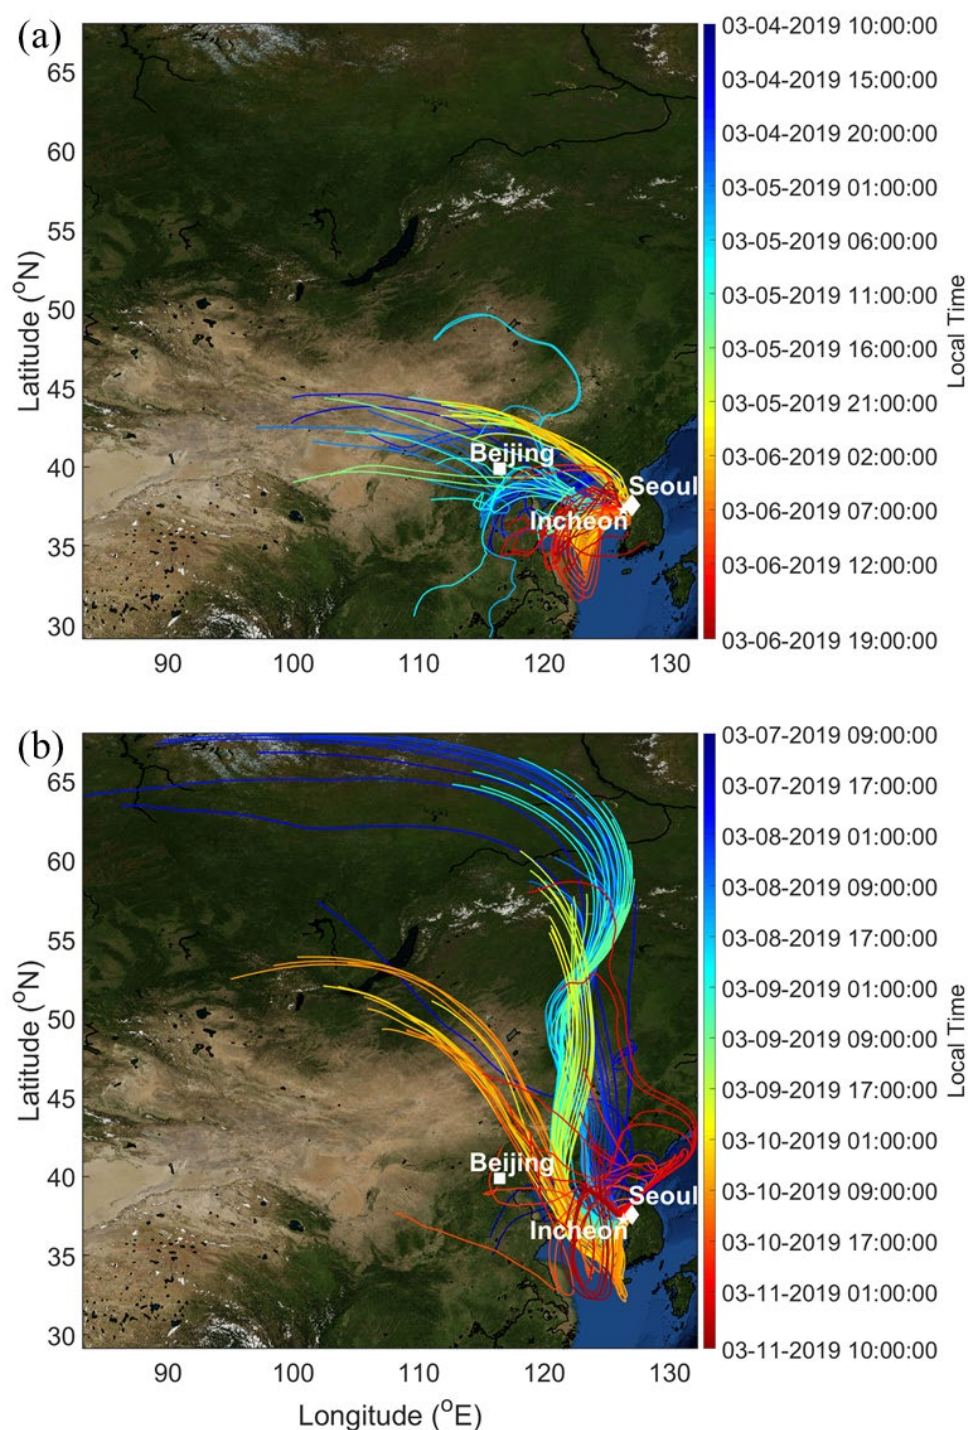 (a)
03-04-2019 10:00:00
65
03-04-2019 15:00:00
60
03-04-2019 20:00:00
03-05-2019 01:00:00
55
03-05-2019 06:00:00
50
03-05-2019 11:00:00
Latitude (°N)
Local Time
45
03-05-2019 16:00:00
03-05-2019 21:00:00
40
Beijing
03-06-2019 02:00:00
Seoul
Incheon
03-06-2019 07:00:00
35
03-06-2019 12:00:00
30
03-06-2019 19:00:00
90 100 110 120 130
(b)
03-07-2019 09:00:00
65
03-07-2019 17:00:00
03-08-2019 01:00:00
60
03-08-2019 09:00:00
55
03-08-2019 17:00:00
03-09-2019 01:00:00
50
Latitude (°N)
Local Time
03-09-2019 09:00:00
45
03-09-2019 17:00:00
03-10-2019 01:00:00
40
Beijing
03-10-2019 09:00:00
Seoul
Incheon
35
03-10-2019 17:00:00
03-11-2019 01:00:00
30
03-11-2019 10:00:00
90 100 110 120 130
Longitude (°E)